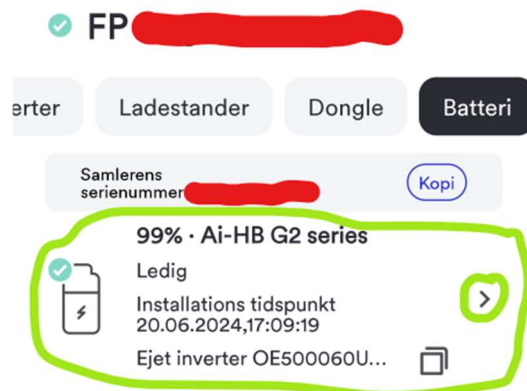 FP
erter
Ladestander
Dongle
Batteri
Samlerens
serienummer
Kopi
99% · Ai-HB G2 series
Ledig
Installations tidspunkt
20.06.2024,17:09:19
Ejet inverter OE500060U...